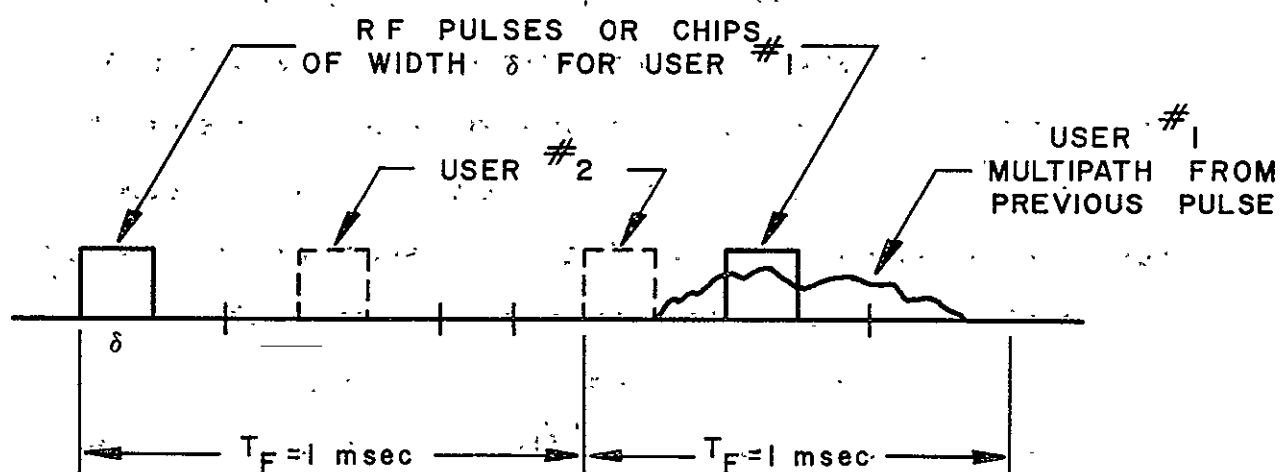 RF PULSES OR CHIPS
OF WIDTH δ FOR USER #1
USER #2
USER #1
MULTIPATH FROM
PREVIOUS PULSE
δ
T_F = 1 msec
T_F = 1 msec